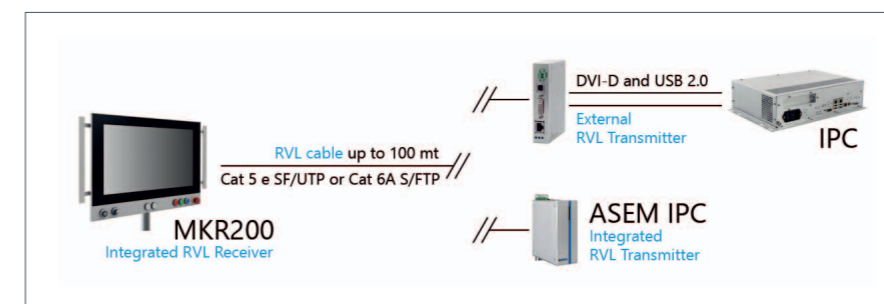 DVI-D and USB 2.0
External
RVL Transmitter
IPC
RVL cable up to 100 mt
Cat 5 e SF/UTP or Cat 6A S/FTP
MKR200
Integrated RVL Receiver
ASEM IPC
Integrated
RVL Transmitter